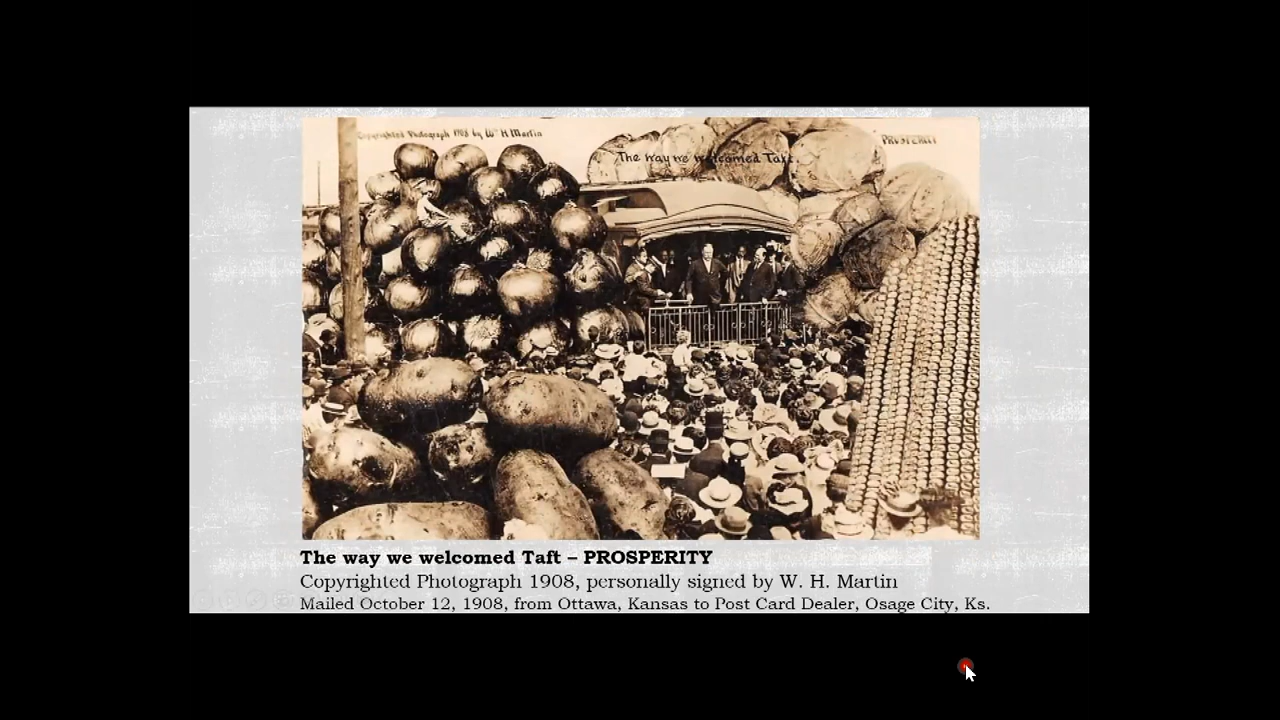 Copyrighted Photograph 1908 by Wm H Martin
PROSPERITY
The way we welcomed Taft.
The way we welcomed Taft – PROSPERITY
Copyrighted Photograph 1908, personally signed by W. H. Martin
Mailed October 12, 1908, from Ottawa, Kansas to Post Card Dealer, Osage City, Ks.